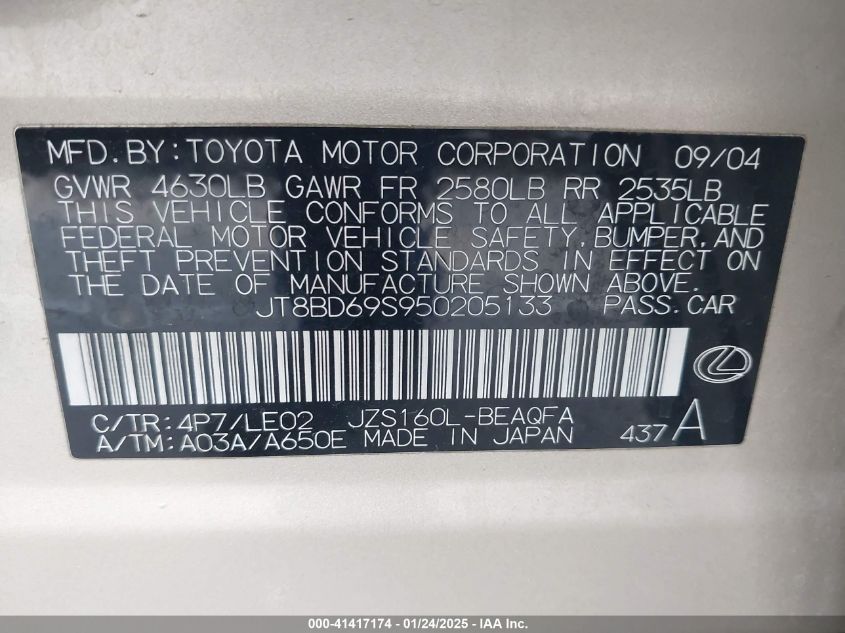 MFD. BY: TOYOTA MOTOR CORPORATION 09/04
GVWR 4630LB GAWR FR 2580LB RR 2535LB
THIS VEHICLE CONFORMS TO ALL APPLICABLE
FEDERAL MOTOR VEHICLE SAFETY, BUMPER, AND
THEFT PREVENTION STANDARDS IN EFFECT ON
THE DATE OF MANUFACTURE SHOWN ABOVE.
JT8BD69S950205133 PASS. CAR
C/TR: 4P7/LE02 JZS160L-BEAQFA
A/TM: A03A/A650E MADE IN JAPAN 437 A
000-41417174 - 01/24/2025 - IAA Inc.